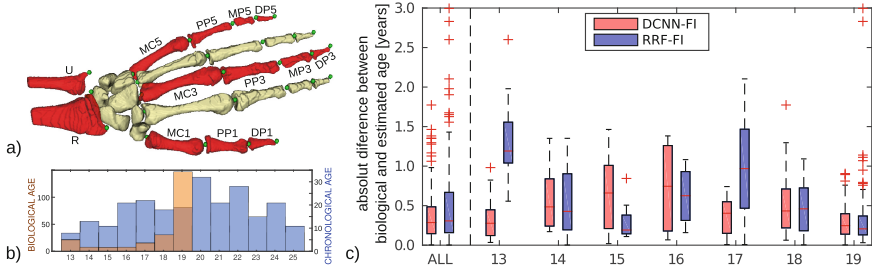 DP5
MP5
PP5
MC5
DP3
MP3
PP3
MC3
U
R
MC1 PP1 DP1
a)
BIOLOGICAL AGE
100
50
0
30
20
10
0
CHRONOLOGICAL AGE
13 14 15 16 17 18 19 20 21 22 23 24 25
b)
absolut diference between
biological and estimated age [years]
3.0
2.5
2.0
1.5
1.0
0.5
0.0
DCNN-FI
RRF-FI
ALL 13 14 15 16 17 18 19
c)